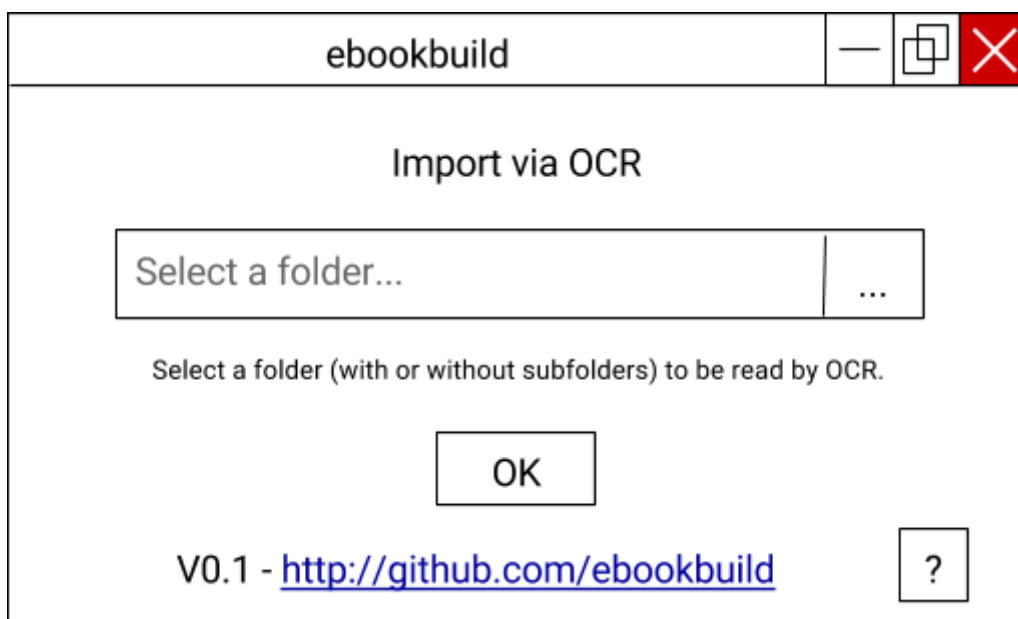 ebookbuild
Import via OCR
Select a folder...
...
Select a folder (with or without subfolders) to be read by OCR.
OK
V0.1 - http://github.com/ebookbuild
?